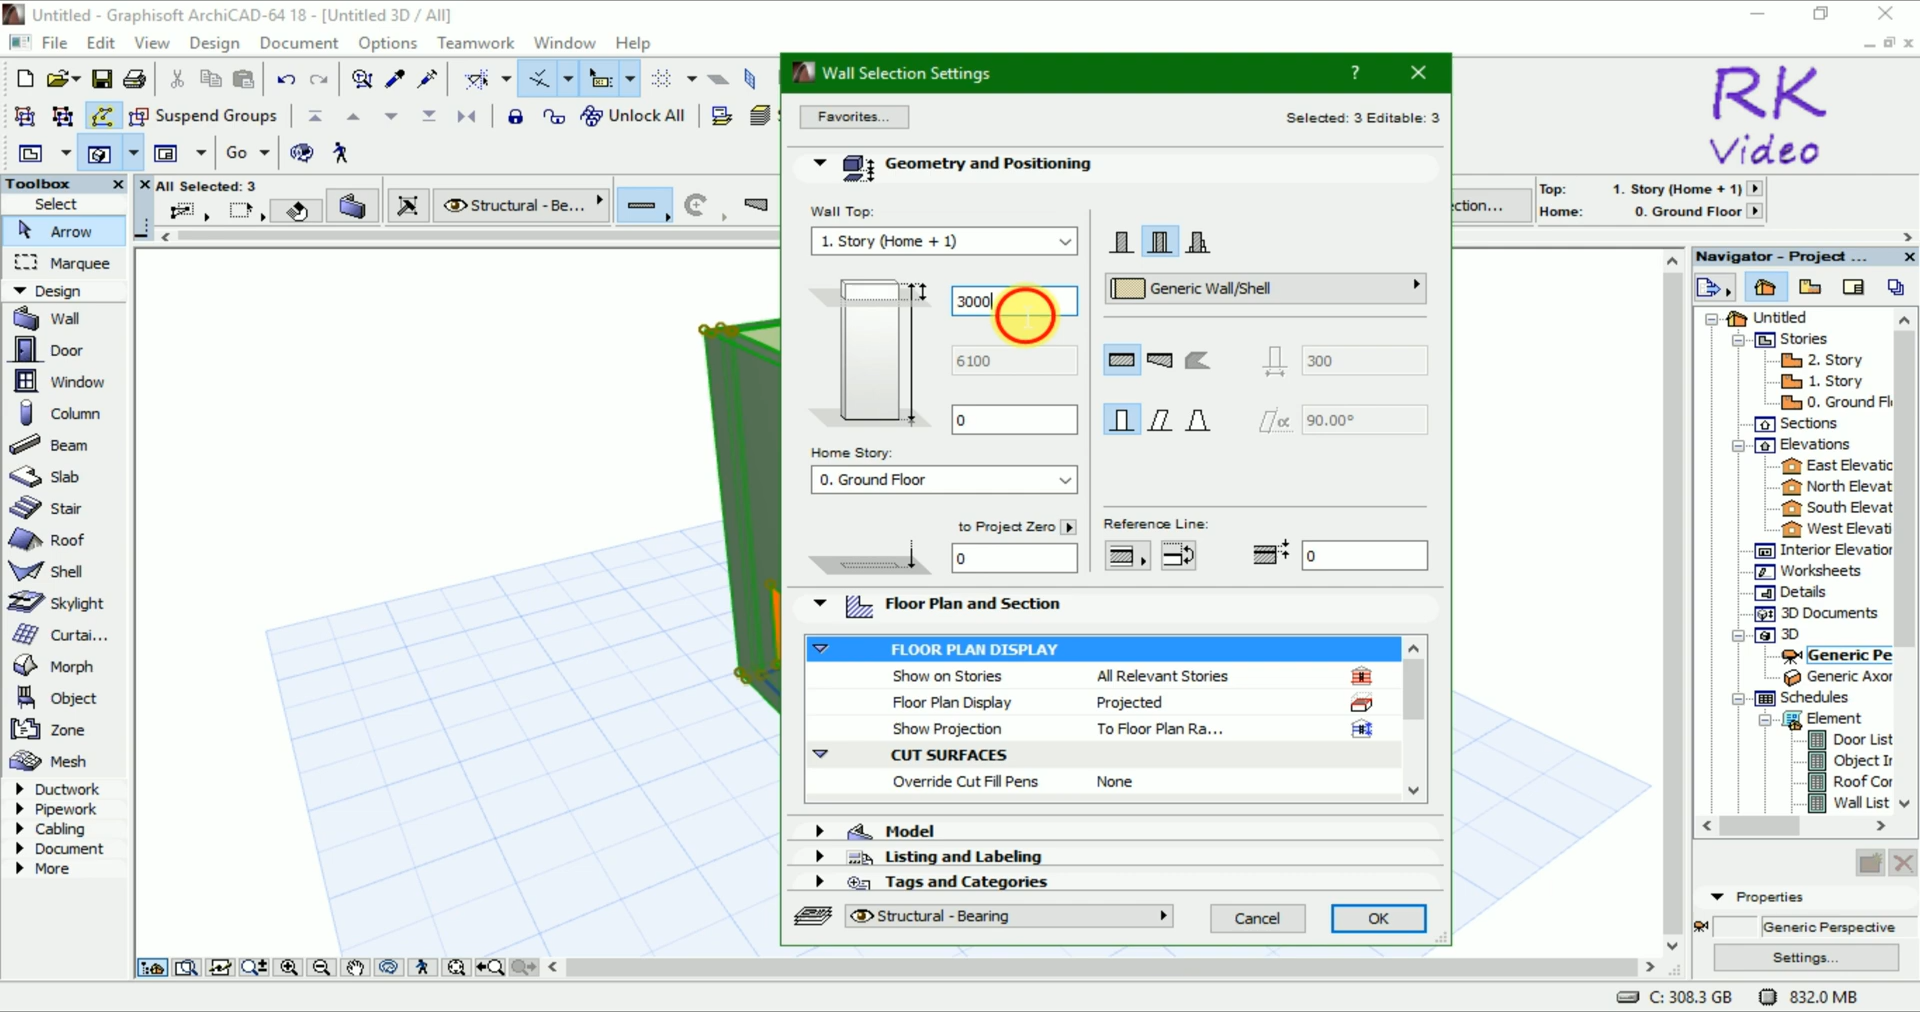 Untitled - Graphisoft ArchiCAD-64 18 - [Untitled 3D / All]
File Edit View Design Document Options Teamwork Window Help
Suspend Groups
Unlock All
Go
RK
Video
Toolbox
Select
Arrow
Marquee
Design
Wall
Door
Window
Column
Beam
Slab
Stair
Roof
Shell
Skylight
Curtai...
Morph
Object
Zone
Mesh
Ductwork
Pipework
Cabling
Document
More
All Selected: 3
Structural - Be...
Wall Selection Settings
?
Favorites...
Selected: 3 Editable: 3
Geometry and Positioning
Wall Top:
1. Story (Home + 1)
3000
6100
0
Home Story:
0. Ground Floor
to Project Zero
0
Generic Wall/Shell
300
α
90.00°
Reference Line:
0
Floor Plan and Section
FLOOR PLAN DISPLAY
Show on Stories All Relevant Stories
Floor Plan Display Projected
Show Projection To Floor Plan Ra...
CUT SURFACES
Override Cut Fill Pens None
Model
Listing and Labeling
Tags and Categories
Structural - Bearing
Cancel
OK
ction...
Top: 1. Story (Home + 1)
Home: 0. Ground Floor
Navigator - Project ...
Untitled
Stories
2. Story
1. Story
0. Ground Fl
Sections
Elevations
East Elevatic
North Elevat
South Elevat
West Elevati
Interior Elevation
Worksheets
Details
3D Documents
3D
Generic Pe
Generic Axor
Schedules
Element
Door List
Object Ir
Roof Cor
Wall List
Properties
Generic Perspective
Settings...
C: 308.3 GB
832.0 MB